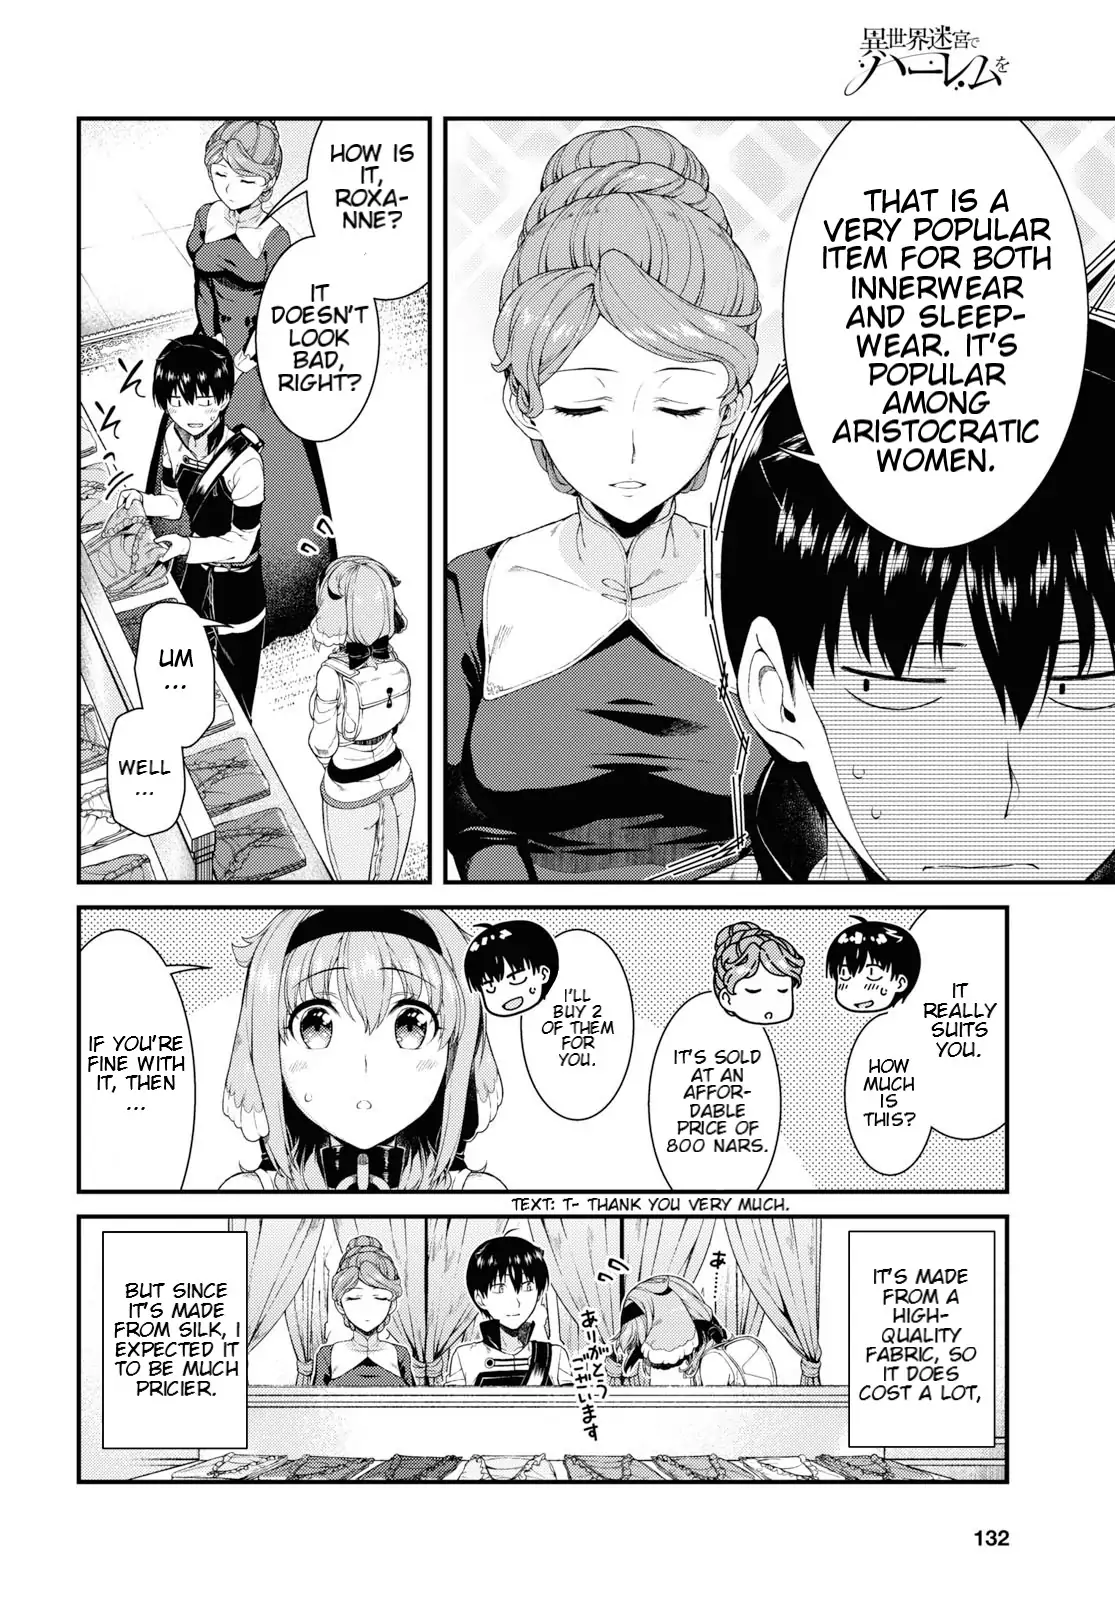 異世界迷宮で
ハーレムを
THAT IS A
VERY POPULAR
ITEM FOR BOTH
INNERWEAR
AND SLEEP-
WEAR. IT'S
POPULAR
AMONG
ARISTOCRATIC
WOMEN.
HOW IS
IT,
ROXA-
NNE?
IT
DOESN'T
LOOK
BAD,
RIGHT?
UM
...
WELL
...
IT
REALLY
SUITS
YOU.
HOW
MUCH
IS
THIS?
IT'S SOLD
AT AN
AFFOR-
DABLE
PRICE OF
800 NARS.
I'LL
BUY 2
OF THEM
FOR
YOU.
IF YOU'RE
FINE WITH
IT, THEN
...
TEXT: T- THANK YOU VERY MUCH.
IT'S MADE
FROM A
HIGH-
QUALITY
FABRIC, SO
IT DOES
COST A LOT,
あ
ありがとう
ございます
BUT SINCE
IT'S MADE
FROM SILK, I
EXPECTED IT
TO BE MUCH
PRICIER.
132